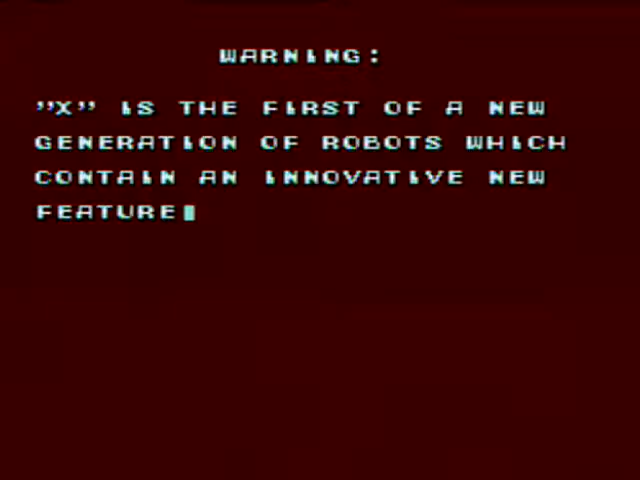 WARNING:
"X" IS THE FIRST OF A NEW
GENERATION OF ROBOTS WHICH
CONTAIN AN INNOVATIVE NEW
FEATURE